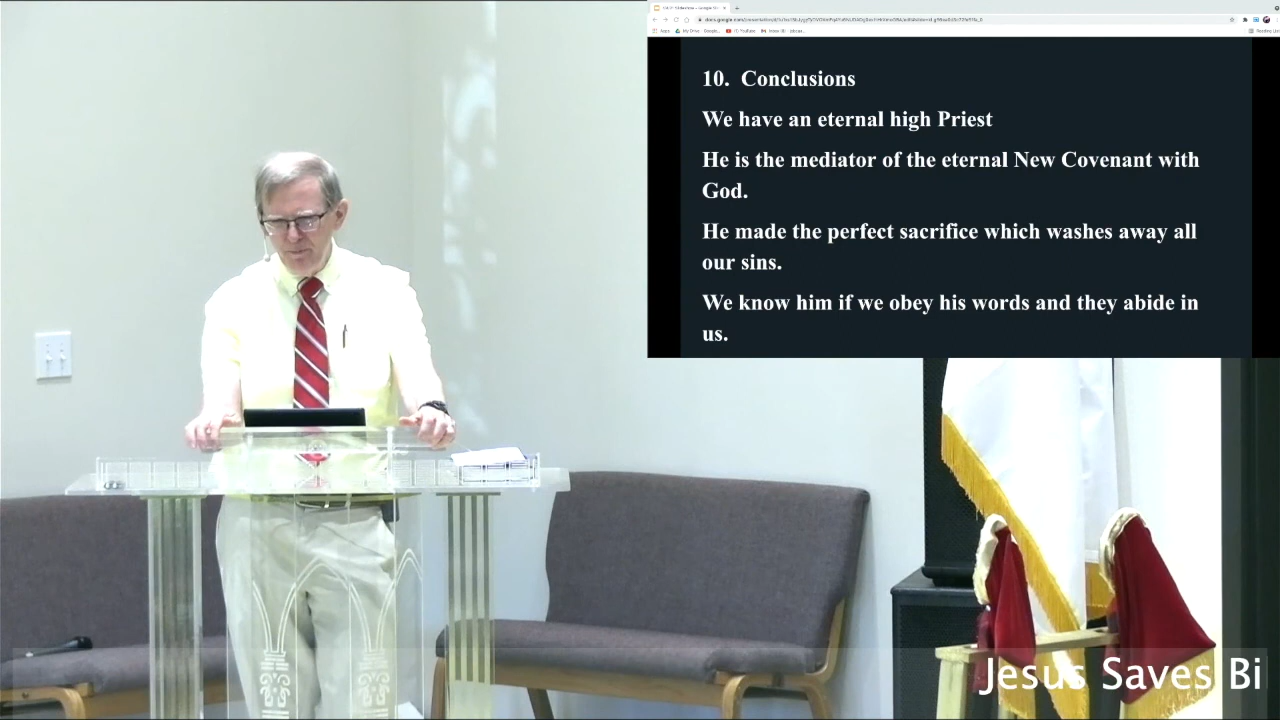 10. Conclusions
We have an eternal high Priest
He is the mediator of the eternal New Covenant with
God.
He made the perfect sacrifice which washes away all
our sins.
We know him if we obey his words and they abide in
us.
Jesus Saves Bi